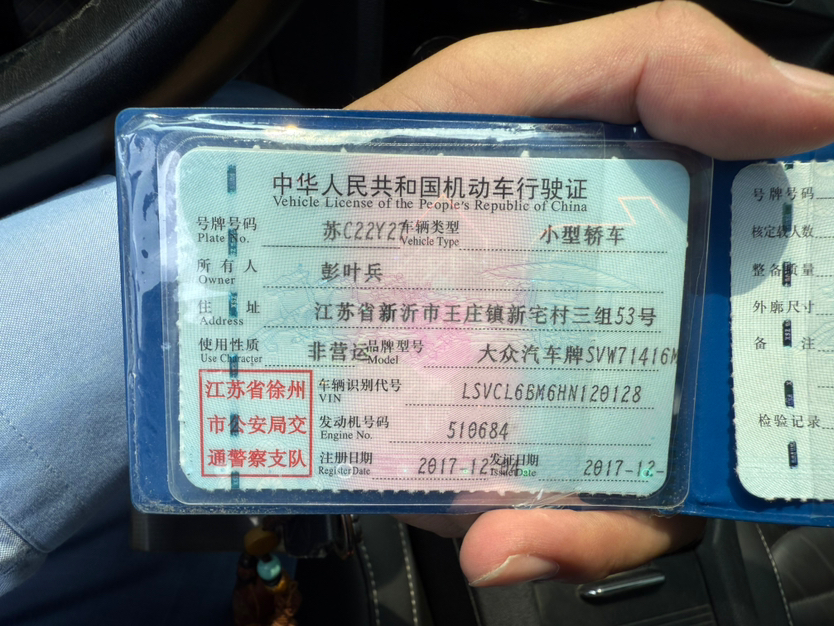 中华人民共和国机动车行驶证
Vehicle License of the People's Republic of China
号牌号码 苏C22Y27 车辆类型 小型轿车
Plate No. Vehicle Type
所有人 彭叶兵
Owner
住址 江苏省新沂市王庄镇新宅村三组53号
Address
使用性质 非营运 品牌型号 大众汽车牌SVW71416
Use Character Model
江苏省徐州
市公安局交
通警察支队
车辆识别代号 LSVCL6BM6HN120128
VIN
发动机号码 510684
Engine No.
注册日期 2017-12 发证日期 2017-12-
Register Date Issue Date
号牌号码
核定载人数
整备质量
外廓尺寸
备注
检验记录